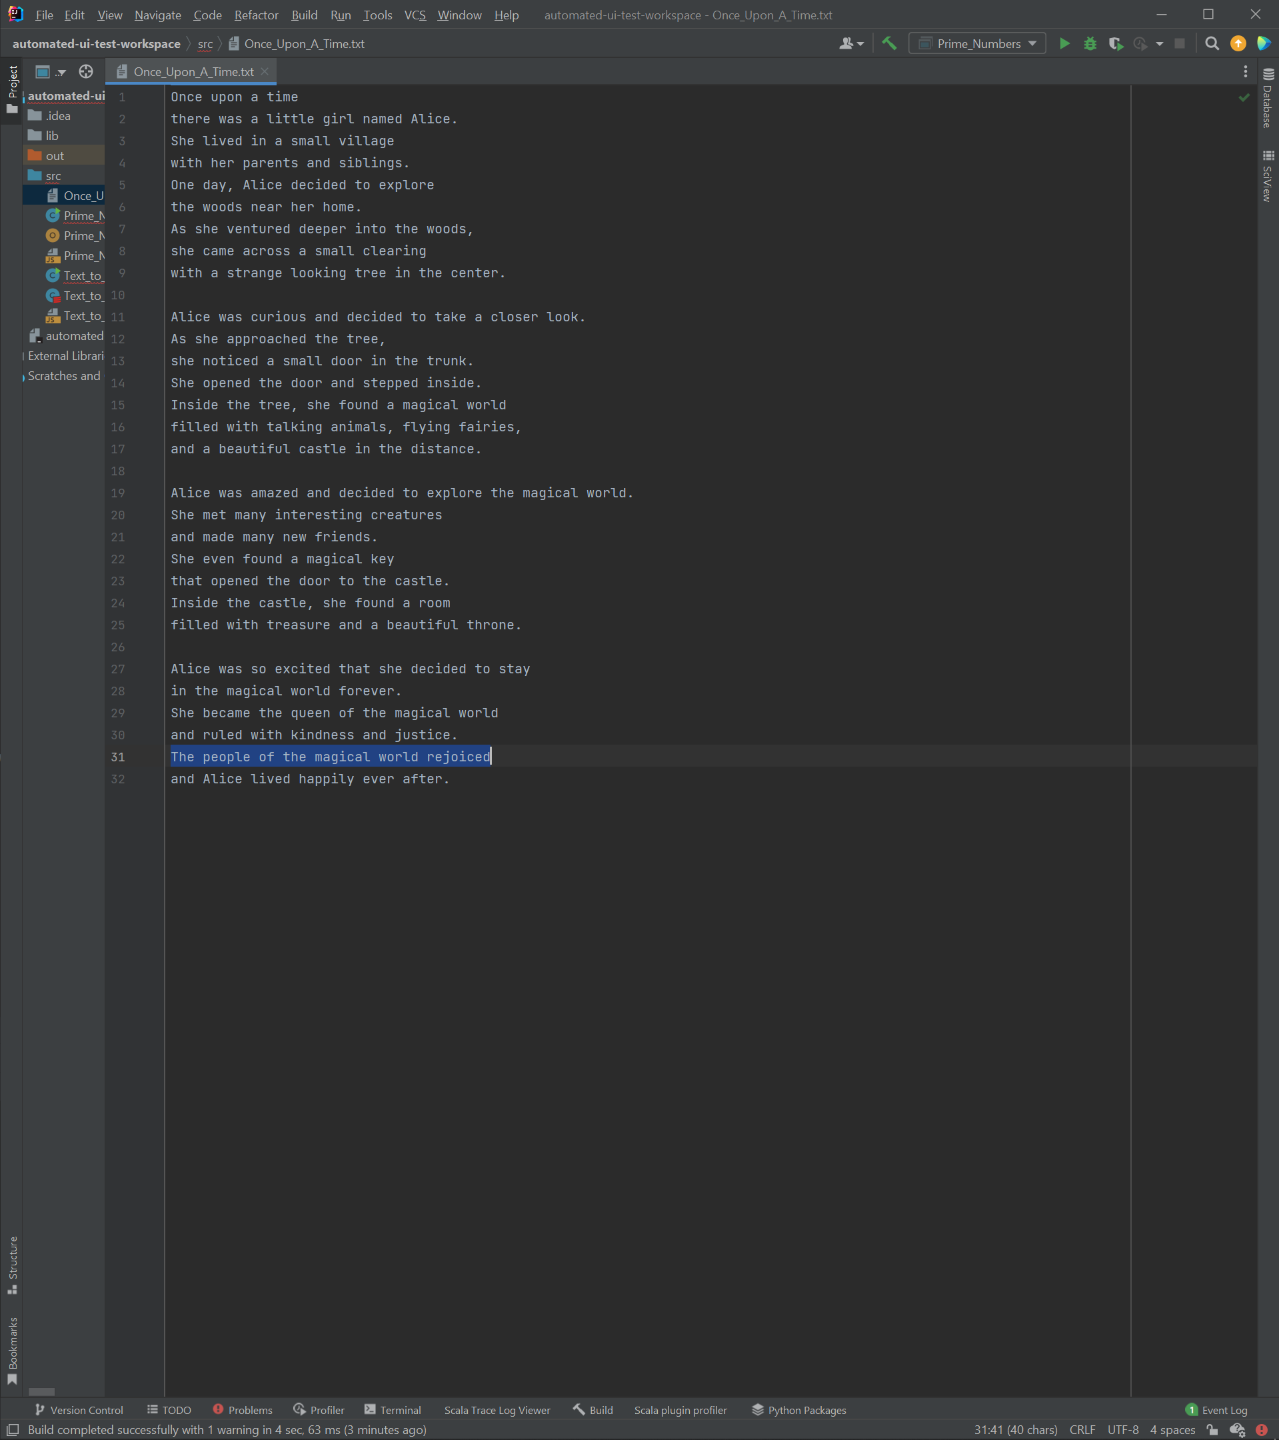 File Edit View Navigate Code Refactor Build Run Tools VCS Window Help automated-ui-test-workspace - Once_Upon_A_Time.txt
automated-ui-test-workspace src Once_Upon_A_Time.txt Prime_Numbers
Project
Once_Upon_A_Time.txt
automated-ui
.idea
lib
out
src
Once_U
Prime_N
Prime_N
Prime_N
Text_to_
Text_to_
Text_to_
automated
External Librari
Scratches and
1 Once upon a time
2 there was a little girl named Alice.
3 She lived in a small village
4 with her parents and siblings.
5 One day, Alice decided to explore
6 the woods near her home.
7 As she ventured deeper into the woods,
8 she came across a small clearing
9 with a strange looking tree in the center.
10
11 Alice was curious and decided to take a closer look.
12 As she approached the tree,
13 she noticed a small door in the trunk.
14 She opened the door and stepped inside.
15 Inside the tree, she found a magical world
16 filled with talking animals, flying fairies,
17 and a beautiful castle in the distance.
18
19 Alice was amazed and decided to explore the magical world.
20 She met many interesting creatures
21 and made many new friends.
22 She even found a magical key
23 that opened the door to the castle.
24 Inside the castle, she found a room
25 filled with treasure and a beautiful throne.
26
27 Alice was so excited that she decided to stay
28 in the magical world forever.
29 She became the queen of the magical world
30 and ruled with kindness and justice.
31 The people of the magical world rejoiced
32 and Alice lived happily ever after.
Database
SciView
Structure
Bookmarks
Version Control TODO Problems Profiler Terminal Scala Trace Log Viewer Build Scala plugin profiler Python Packages 1 Event Log
Build completed successfully with 1 warning in 4 sec, 63 ms (3 minutes ago) 31:41 (40 chars) CRLF UTF-8 4 spaces